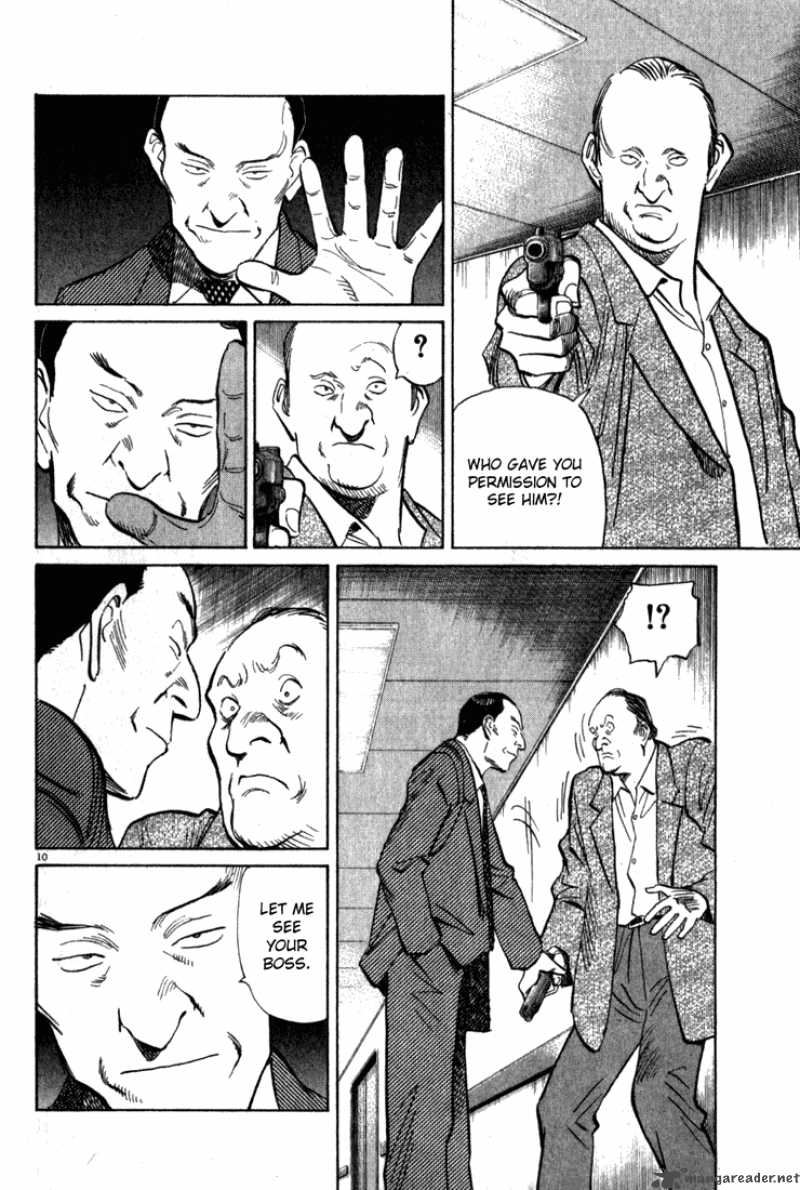 WHO GAVE YOU
PERMISSION TO
SEE HIM?!
?
!?
10
LET ME
SEE
YOUR
BOSS.
mangareader.net